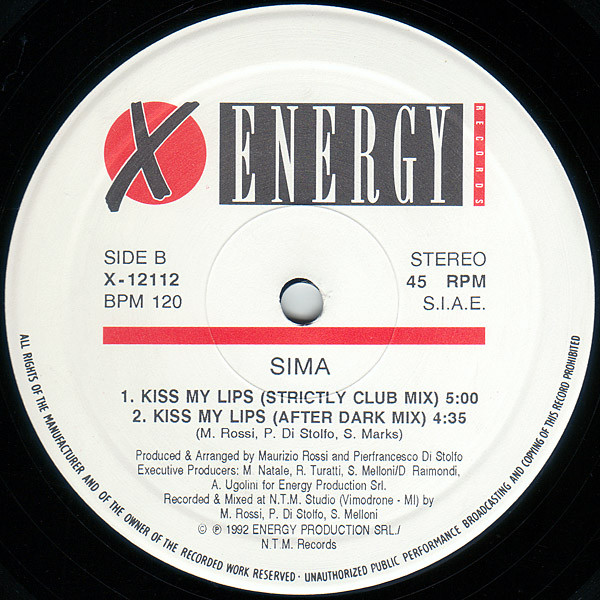 X ENERGY RECORDS
SIDE B
X-12112
BPM 120
STEREO
45 RPM
S.I.A.E.
SIMA
1. KISS MY LIPS (STRICTLY CLUB MIX) 5:00
2. KISS MY LIPS (AFTER DARK MIX) 4:35
(M. Rossi, P. Di Stolfo, S. Marks)
Produced & Arranged by Maurizio Rossi and Pierfrancesco Di Stolfo
Executive Producers: M. Natale, R. Turatti, S. Melloni/D. Raimondi,
A. Ugolini for Energy Production Srl.
Recorded & Mixed at N.T.M. Studio (Vimodrone - MI) by
M. Rossi, P. Di Stolfo, S. Melloni
© ℗ 1992 ENERGY PRODUCTION SRL./
N.T.M. Records
ALL RIGHTS OF THE MANUFACTURER AND OF THE OWNER OF THE RECORDED WORK RESERVED - UNAUTHORIZED PUBLIC PERFORMANCE BROADCASTING AND COPYING OF THIS RECORD PROHIBITED